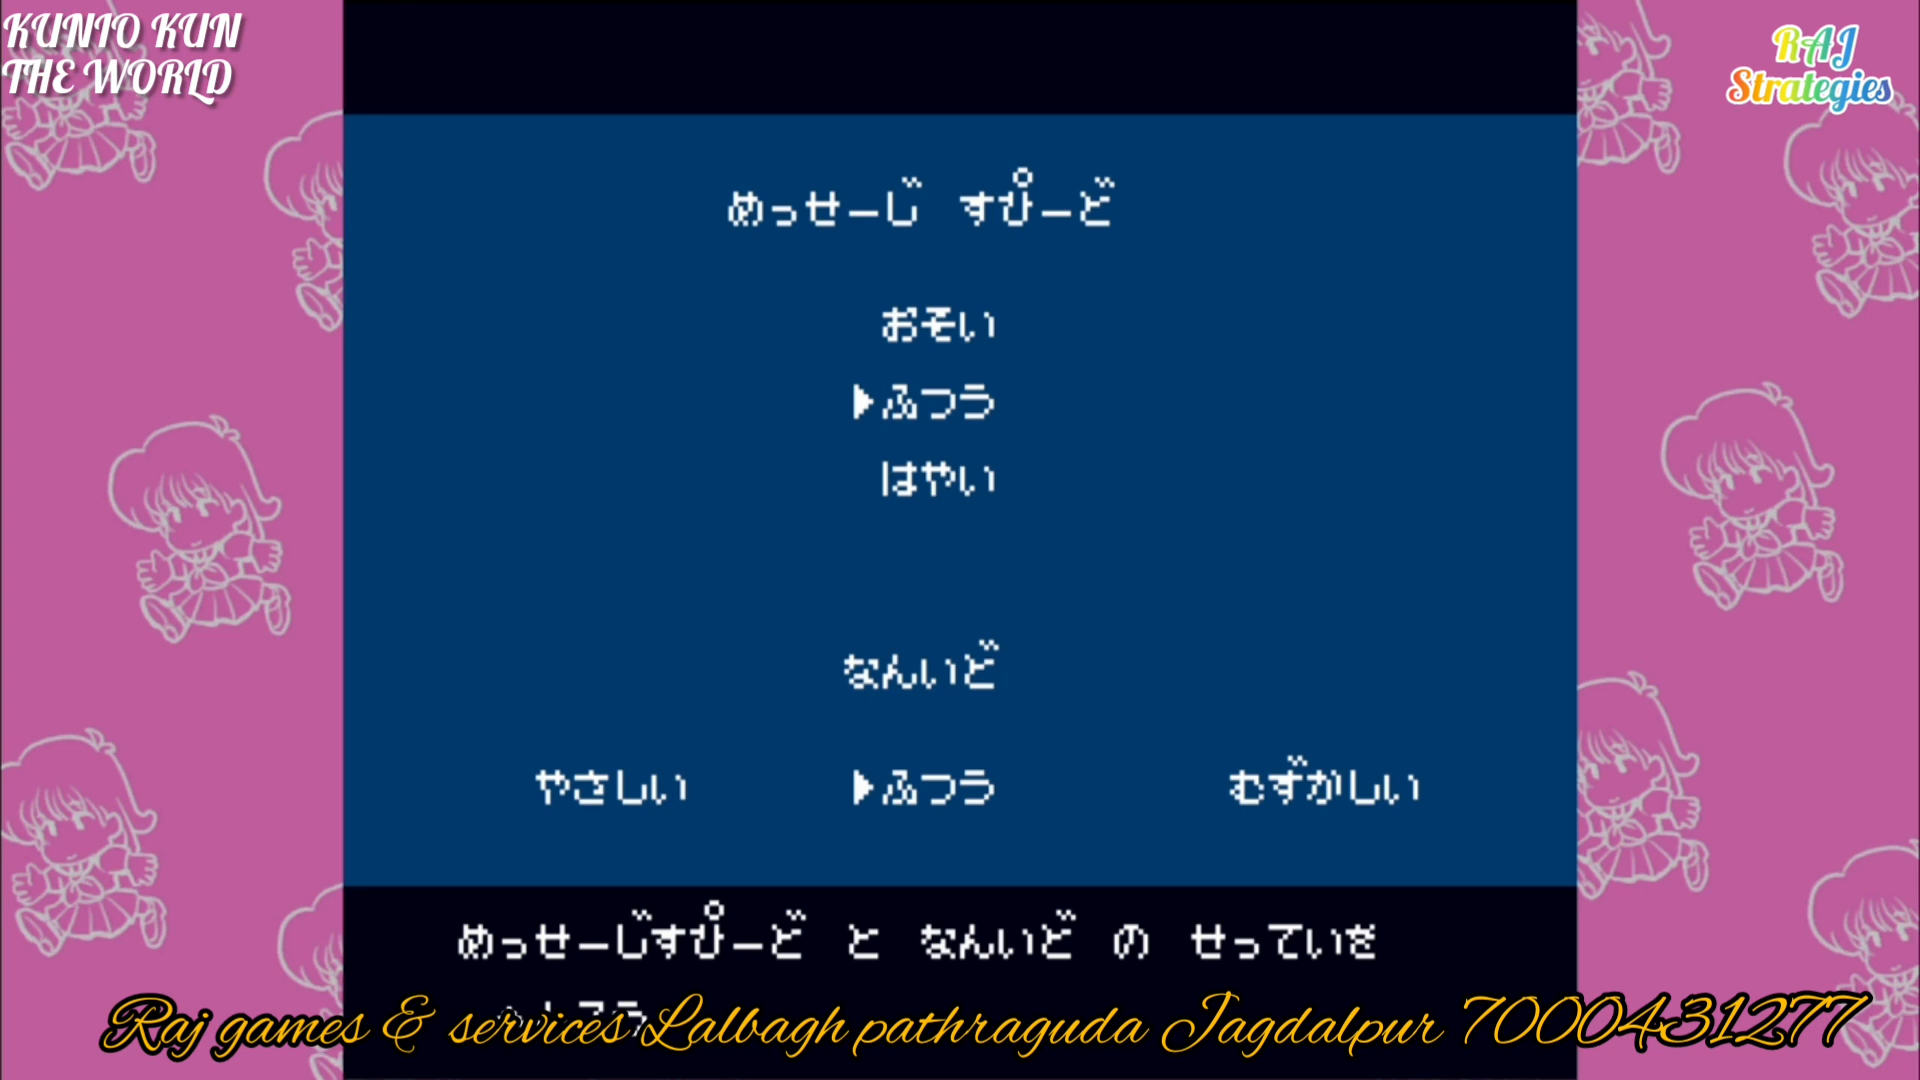 KUNIO KUN
THE WORLD
RAJ
Strategies
めっせーじ すぴーど
おそい
▶ふつう
はやい
なんいど
やさしい ▶ふつう むずかしい
めっせーじすぴーど と なんいど の せっていを
Raj games & services Lalbagh pathraguda Jagdalpur 7000431277